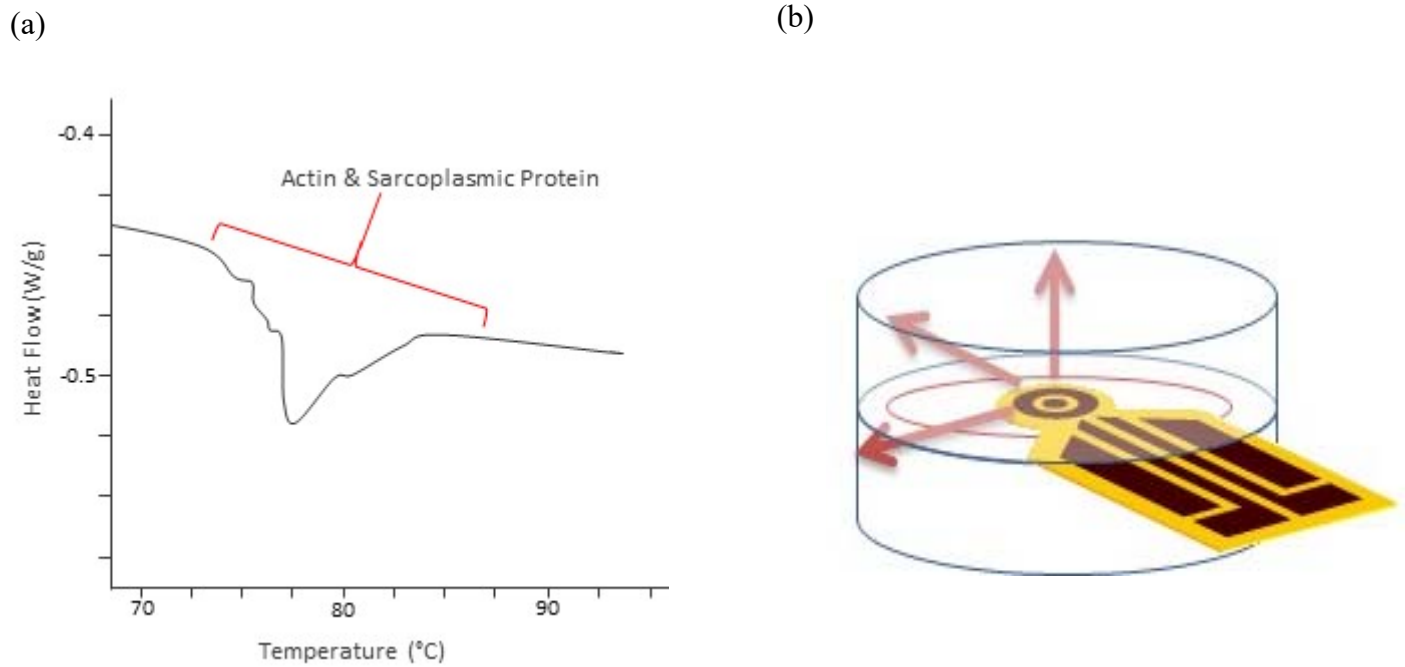 (a)
(b)
-0.4
Actin & Sarcoplasmic Protein
Heat Flow(W/g)
-0.5
70
80
90
Temperature (°C)